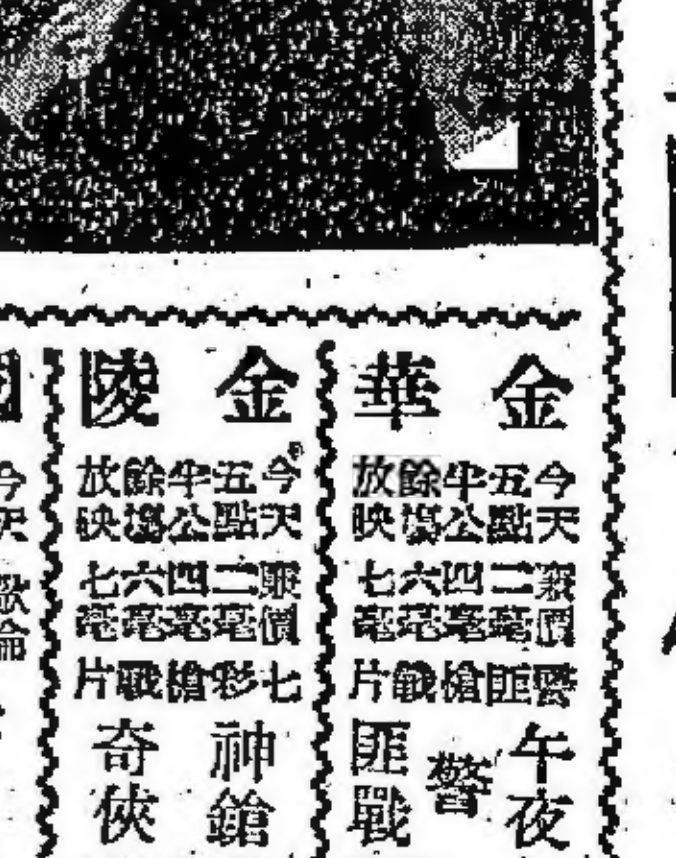 金華
今天五點半公餘場放映
票價二毫四毫六毫七毫
警匪槍戰片
午夜警匪戰
金陵
今天五點半公餘場放映
票價二毫四毫六毫七毫
七彩槍戰片
神鎗奇俠